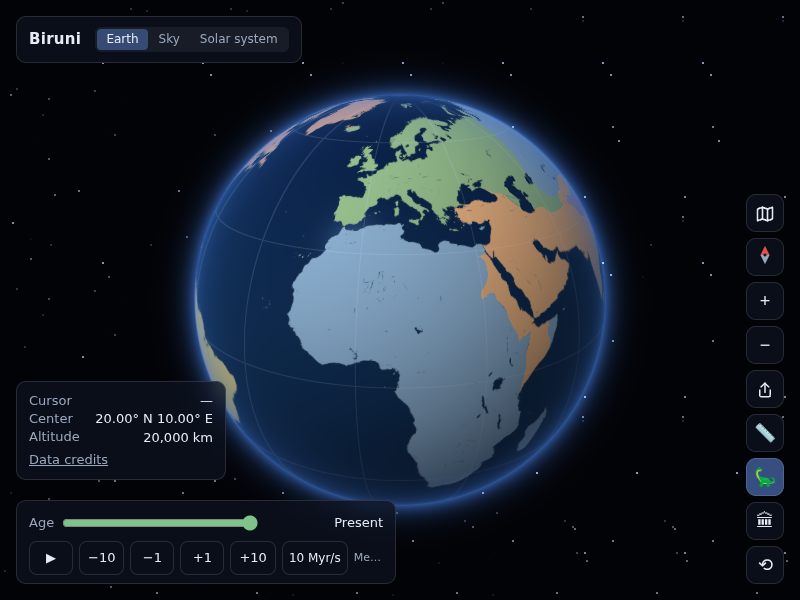 Biruni Earth Sky Solar system
Cursor —
Center 20.00° N 10.00° E
Altitude 20,000 km
Data credits
Age Present
−10 −1 +1 +10 10 Myr/s Me...